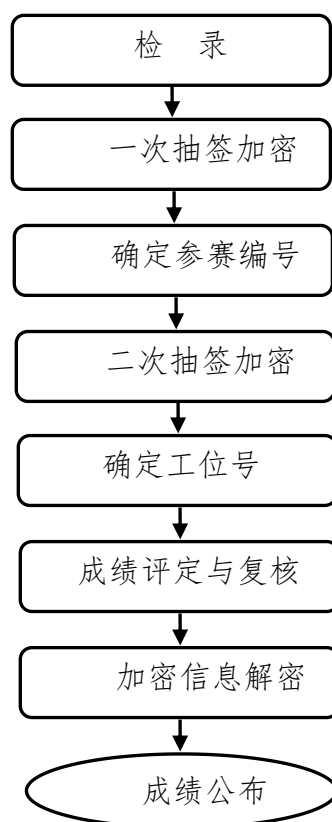 检 录
一次抽签加密
确定参赛编号
二次抽签加密
确定工位号
成绩评定与复核
加密信息解密
成绩公布